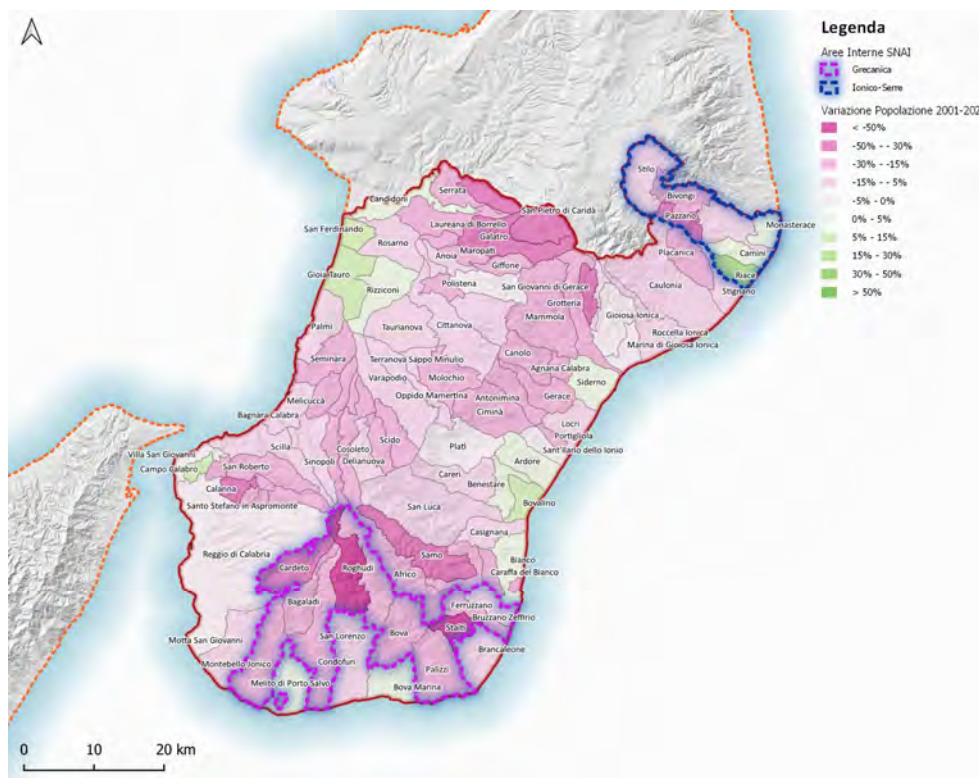 Legenda
Aree Interne SNAI
Grecanica
Ionico-Serre
Variazione Popolazione 2001-202
< -50%
-50% - -30%
-30% -15%
-15% - -5%
-5% - 0%
0% - 5%
5% - 15%
15% - 30%
30% - 50%
> 50%
Stilo
Bivongi
Pazzano
Monasterace
Camini
Riace
Stignano
Placanica
Caulonia
Serrata
Candidoni
San Pietro di Caridà
San Ferdinando
Laureana di Borrello
Galatro
Rosarno
Maropati
Anoia
Giffone
Gioia Tauro
Rizziconi
Polistena
San Giovanni di Gerace
Grotteria
Mammola
Gioiosa Ionica
Roccella Ionica
Marina di Gioiosa Ionica
Palmi
Taurianova
Cittanova
Seminara
Terranova Sappo Minulio
Canolo
Agnana Calabra
Siderno
Varapodio
Molochio
Melicuccà
Oppido Mamertina
Antonimina
Gerace
Ciminà
Bagnara Calabra
Locri
Portigliola
Sant'Ilario dello Ionio
Scilla
Cosoleto
Scido
Platì
Villa San Giovanni
Sinopoli
Delianuova
Ardore
Campo Calabro
San Roberto
Careri
Benestare
Calanna
Santo Stefano in Aspromonte
San Luca
Bovalino
Casignana
Reggio di Calabria
Samo
Bianco
Cardeto
Roghudi
Africo
Caraffa del Bianco
Bagaladi
Ferruzzano
Bruzzano Zeffirio
Motta San Giovanni
San Lorenzo
Bova
Staiti
Brancaleone
Montebello Jonico
Condofuri
Palizzi
Melito di Porto Salvo
Bova Marina
0 10 20 km